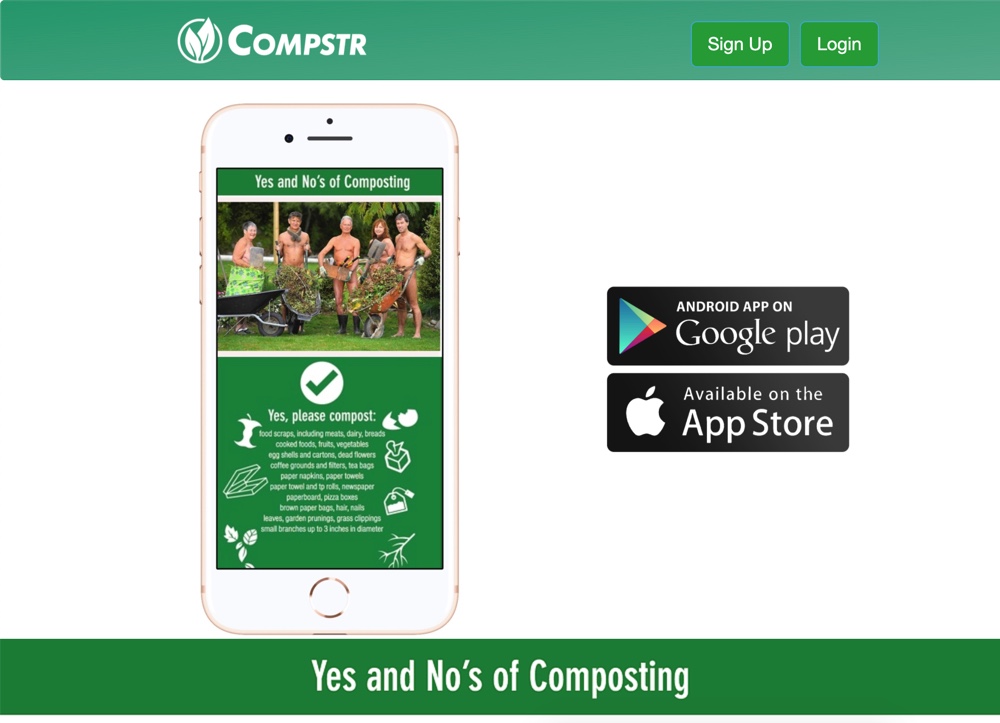 COMPSTR
Sign Up
Login
Yes and No's of Composting
Yes, please compost:
food scraps, including meats, dairy, breads
cooked foods, fruits, vegetables
egg shells and cartons, dead flowers
coffee grounds and filters, tea bags
paper napkins, paper towels
paper towel and tp rolls, newspaper
paperboard, pizza boxes
brown paper bags, hair, nails
leaves, garden prunings, grass clippings
small branches up to 3 inches in diameter
ANDROID APP ON
Google play
Available on the
App Store
Yes and No's of Composting